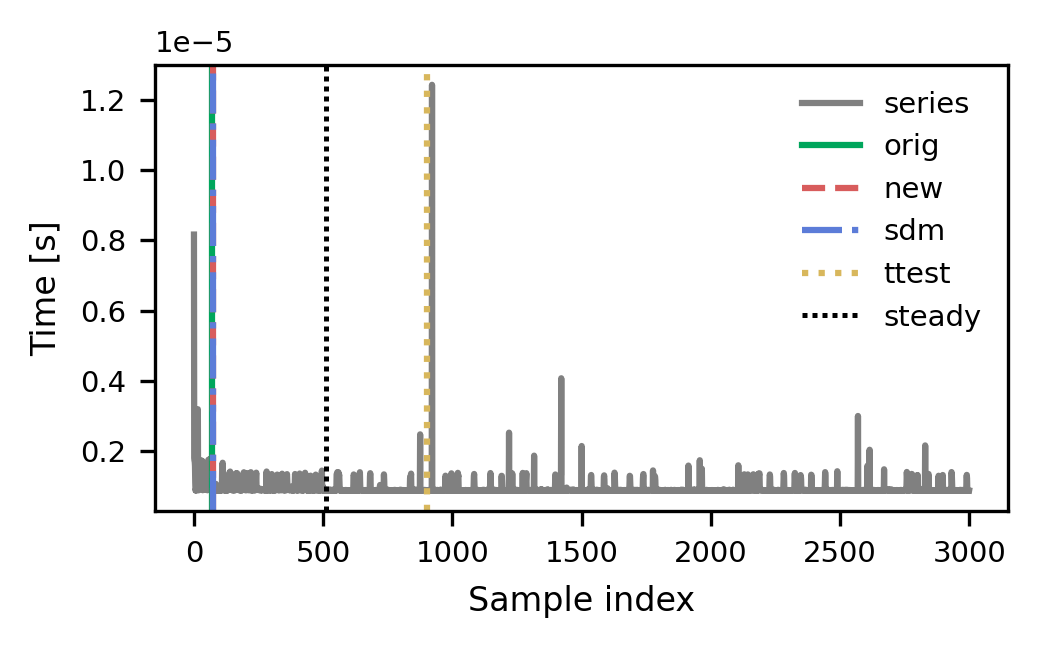 1e−5
1.2
1.0
0.8
0.6
0.4
0.2
Time [s]
series
orig
new
sdm
ttest
steady
0 500 1000 1500 2000 2500 3000
Sample index